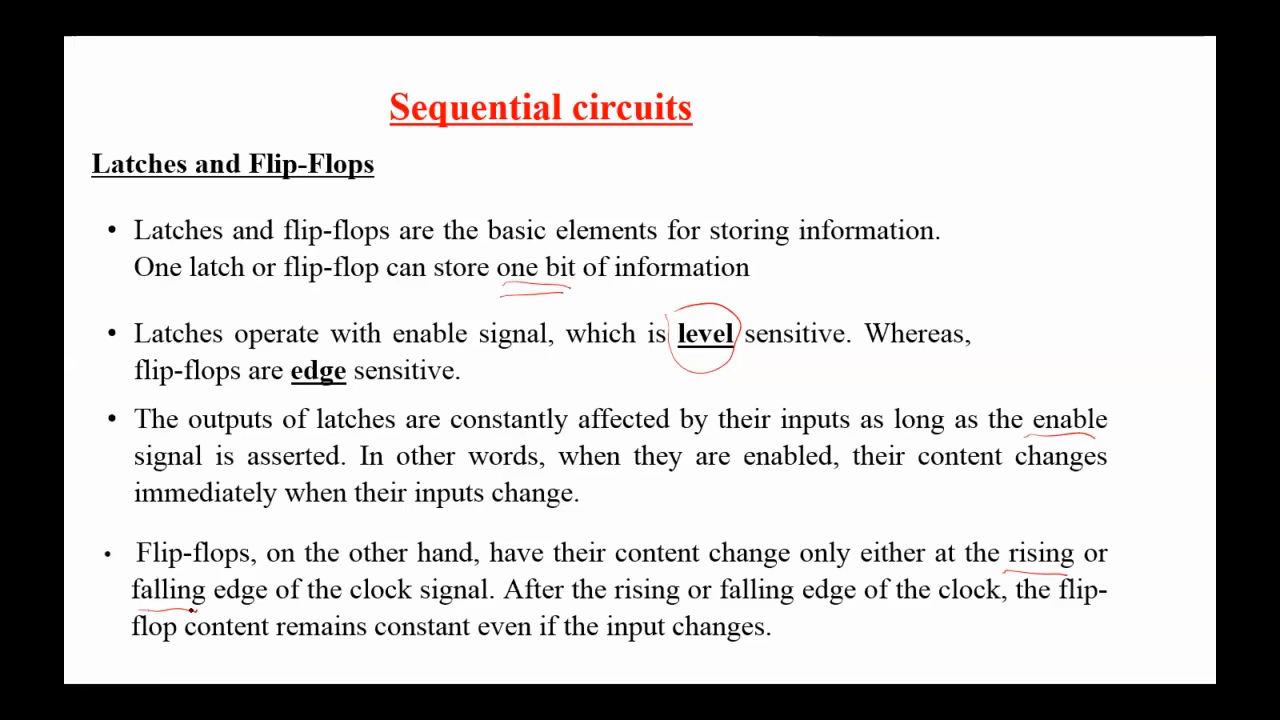 Sequential circuits
Latches and Flip-Flops
• Latches and flip-flops are the basic elements for storing information.
One latch or flip-flop can store one bit of information
• Latches operate with enable signal, which is level sensitive. Whereas,
flip-flops are edge sensitive.
• The outputs of latches are constantly affected by their inputs as long as the enable
signal is asserted. In other words, when they are enabled, their content changes
immediately when their inputs change.
• Flip-flops, on the other hand, have their content change only either at the rising or
falling edge of the clock signal. After the rising or falling edge of the clock, the flip-
flop content remains constant even if the input changes.